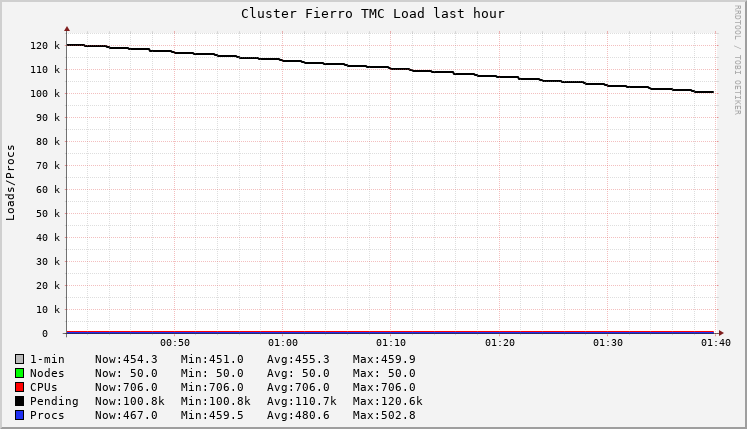 Cluster Fierro TMC Load last hour
RRDTOOL / TOBI OETIKER
Loads/Procs
120 k
110 k
100 k
90 k
80 k
70 k
60 k
50 k
40 k
30 k
20 k
10 k
0
00:50 01:00 01:10 01:20 01:30 01:40
1-min Now:454.3 Min:451.0 Avg:455.3 Max:459.9
Nodes Now: 50.0 Min: 50.0 Avg: 50.0 Max: 50.0
CPUs Now:706.0 Min:706.0 Avg:706.0 Max:706.0
Pending Now:100.8k Min:100.8k Avg:110.7k Max:120.6k
Procs Now:467.0 Min:459.5 Avg:480.6 Max:502.8